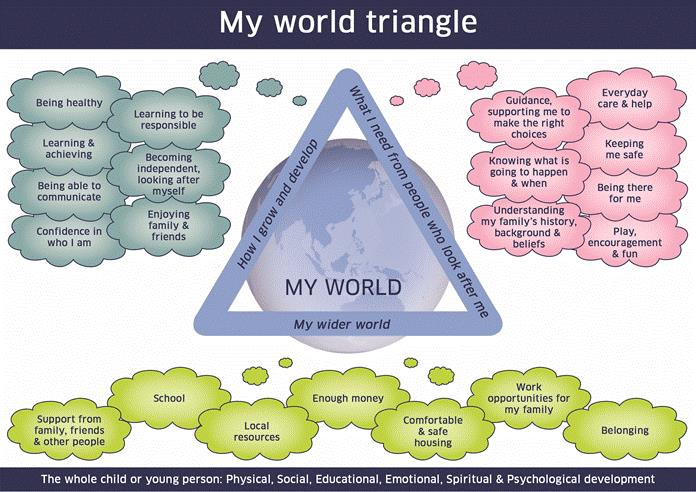 My world triangle
Being healthy
Learning to be
responsible
Learning &
achieving
Becoming
independent,
looking after
myself
Being able to
communicate
Enjoying
family &
friends
Confidence in
who I am
How I grow and develop
What I need from people who look after me
MY WORLD
My wider world
Guidance,
supporting me to
make the right
choices
Everyday
care & help
Keeping
me safe
Knowing what is
going to happen
& when
Being there
for me
Understanding
my family's history,
background &
beliefs
Play,
encouragement
& fun
Support from
family, friends
& other people
School
Local
resources
Enough money
Comfortable
& safe
housing
Work
opportunities for
my family
Belonging
The whole child or young person: Physical, Social, Educational, Emotional, Spiritual & Psychological development